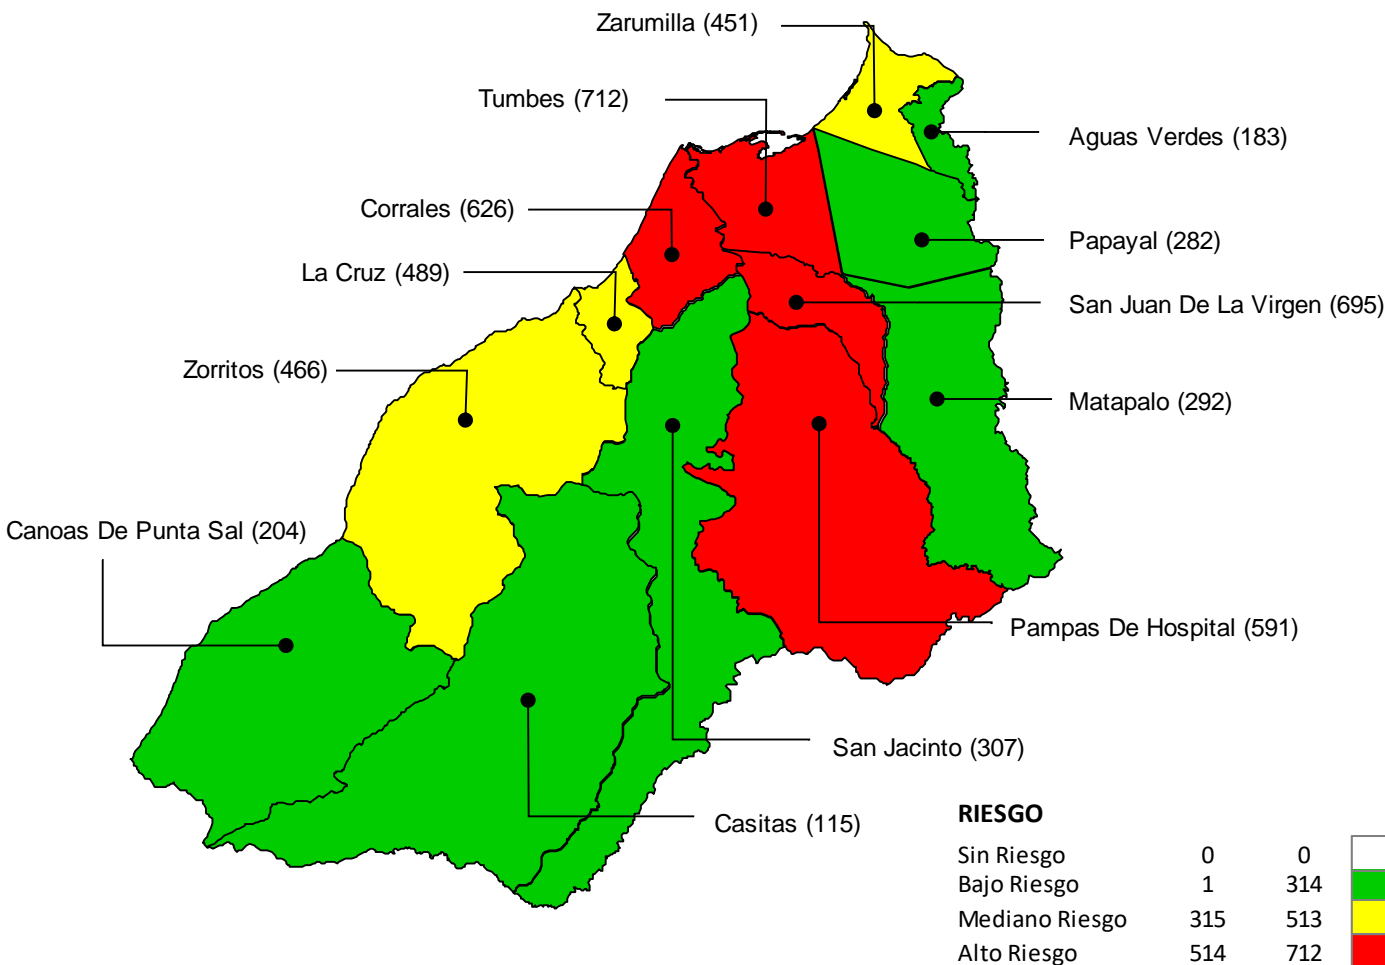 Zarumilla (451)
Tumbes (712)
Aguas Verdes (183)
Corrales (626)
Papayal (282)
La Cruz (489)
San Juan De La Virgen (695)
Zorritos (466)
Matapalo (292)
Canoas De Punta Sal (204)
Pampas De Hospital (591)
San Jacinto (307)
Casitas (115)
RIESGO
Sin Riesgo 0 0
Bajo Riesgo 1 314
Mediano Riesgo 315 513
Alto Riesgo 514 712